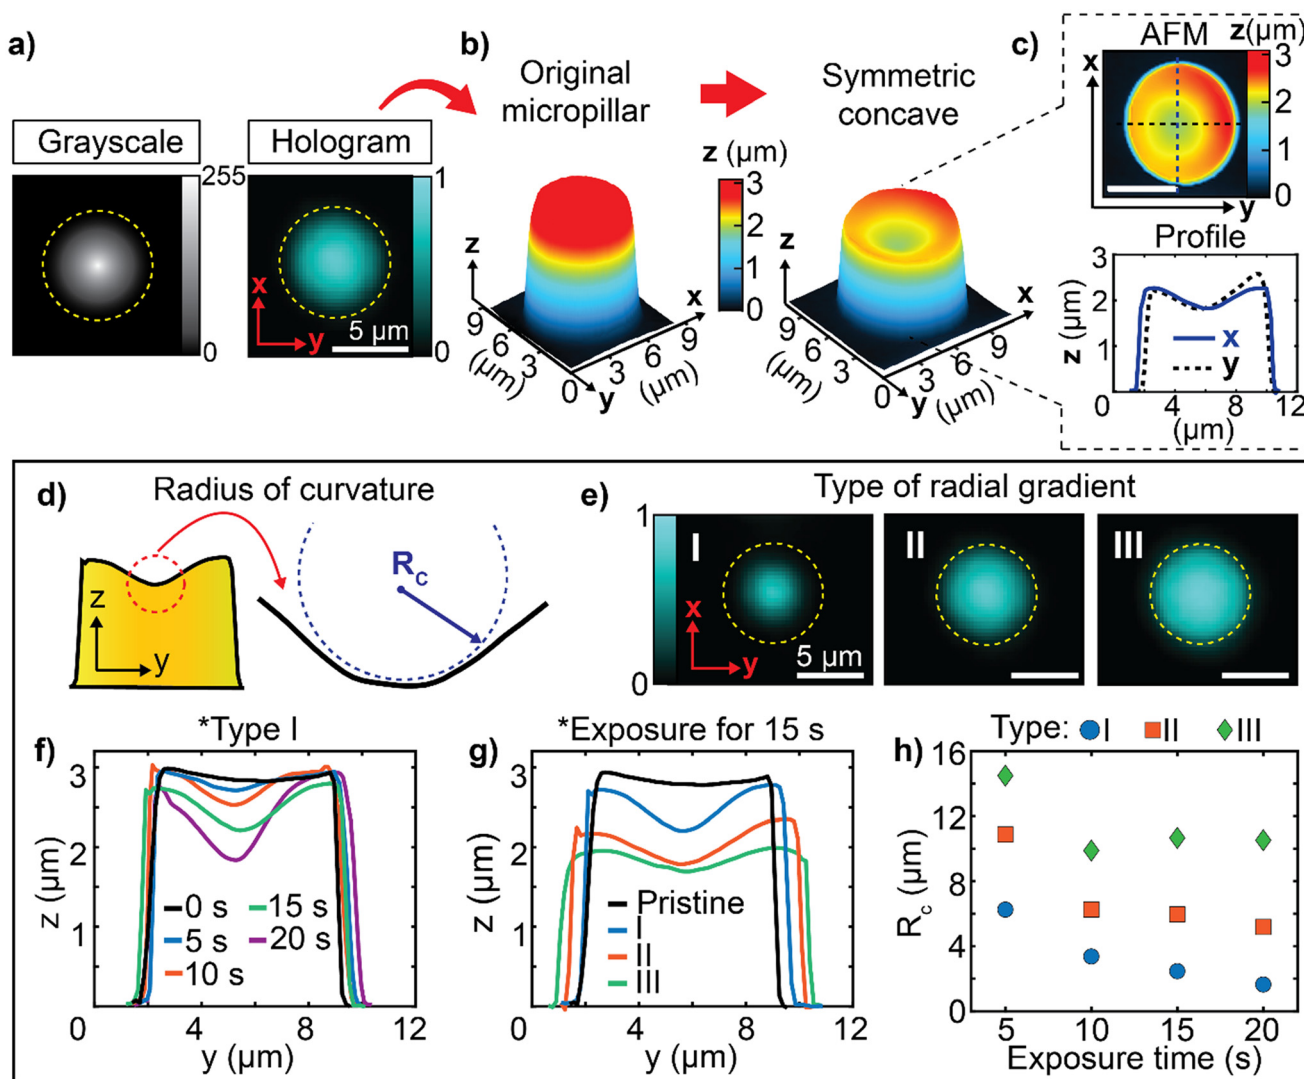 a)
Grayscale
Hologram
255
0
1
0
x
y
5 µm
b)
Original
micropillar
Symmetric
concave
z (µm)
3
2
1
0
z
9
6
3
0
(µm)
y
3
6
9
(µm)
x
z
9
6
3
0
(µm)
y
3
6
9
(µm)
x
c)
AFM
z(µm)
3
2
1
0
x
y
Profile
z (µm)
3
2
1
0
4
8
12
(µm)
x
y
d)
Radius of curvature
z
y
R_c
e)
Type of radial gradient
1
0
I
x
y
5 µm
II
III
f)
*Type I
z (µm)
3
2
1
0 4 8 12
y (µm)
0 s
5 s
10 s
15 s
20 s
g)
*Exposure for 15 s
z (µm)
3
2
1
0 4 8 12
y (µm)
Pristine
I
II
III
h)
Type: I II III
R_c (µm)
16
12
8
4
0
5 10 15 20
Exposure time (s)